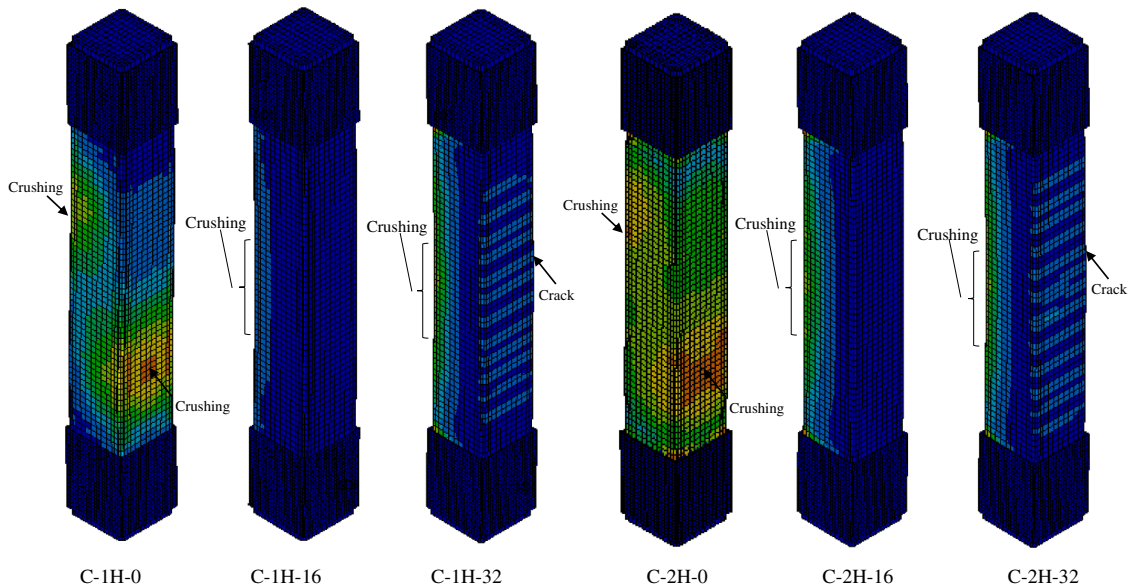 Crushing
Crushing
C-1H-0
Crushing
C-1H-16
Crushing
Crack
C-1H-32
Crushing
Crushing
C-2H-0
Crushing
C-2H-16
Crushing
Crack
C-2H-32